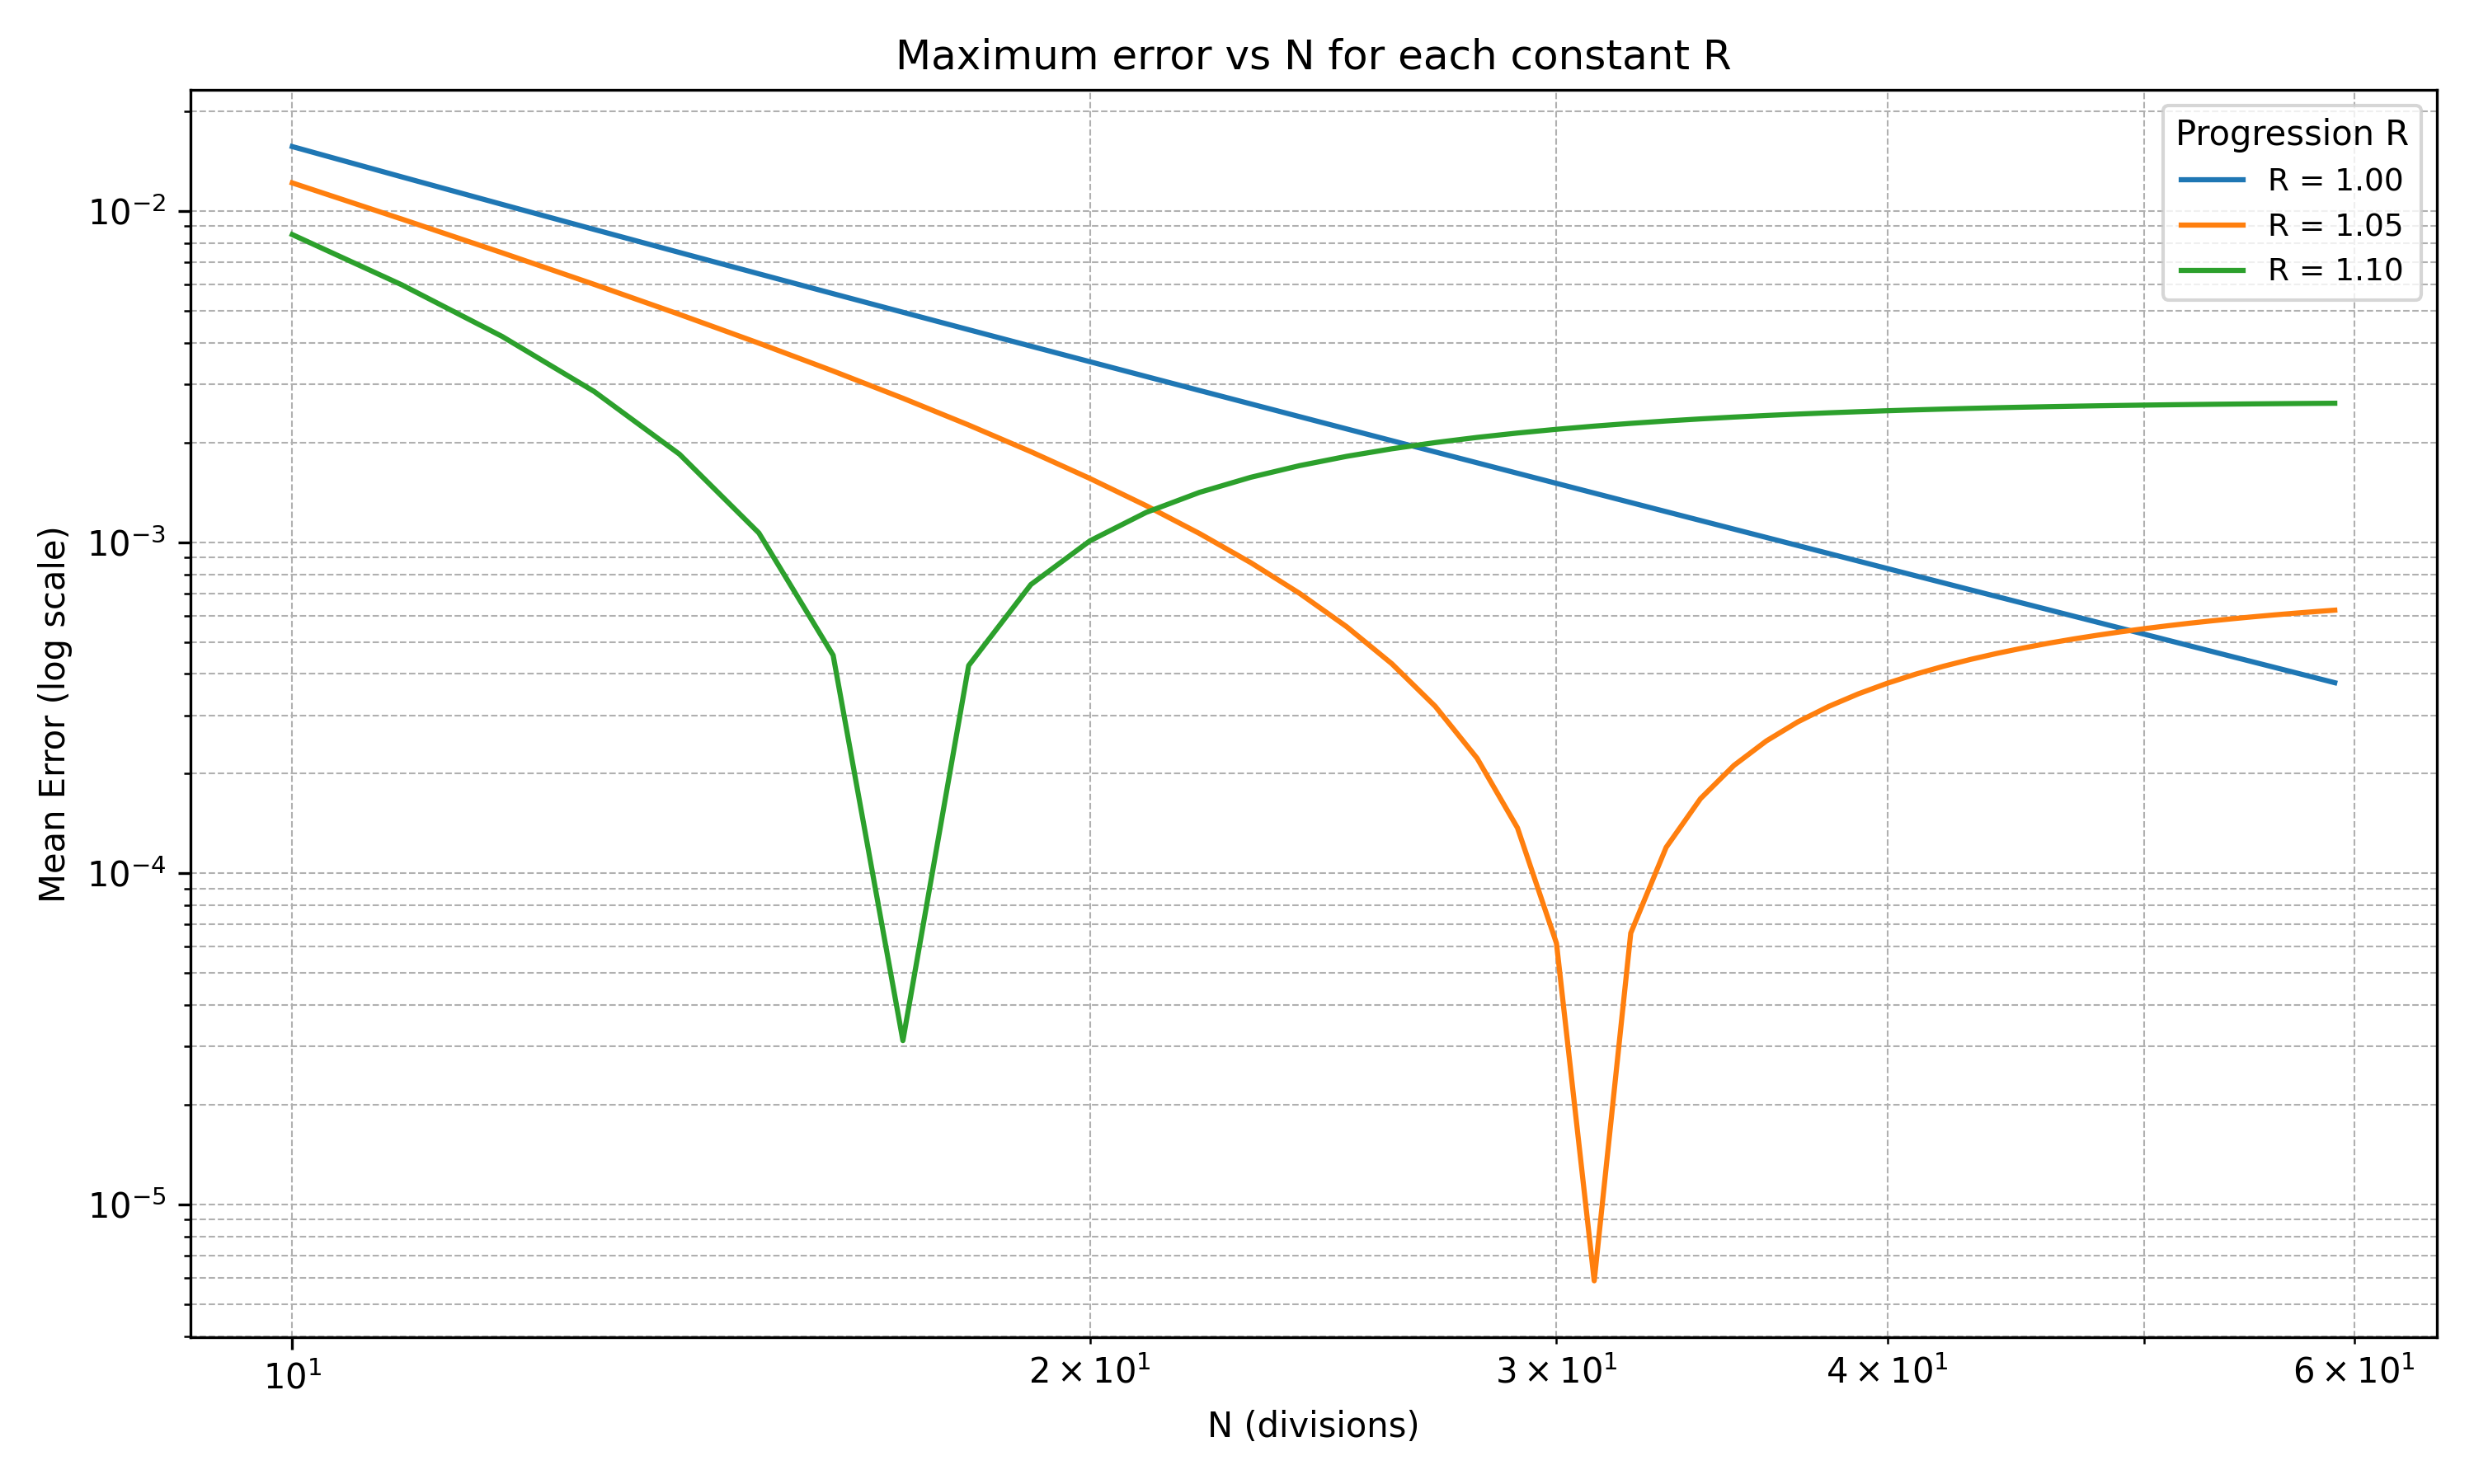 Maximum error vs N for each constant R
Progression R
R = 1.00
R = 1.05
R = 1.10
Mean Error (log scale)
10⁻²
10⁻³
10⁻⁴
10⁻⁵
10¹
2 × 10¹
3 × 10¹
4 × 10¹
6 × 10¹
N (divisions)